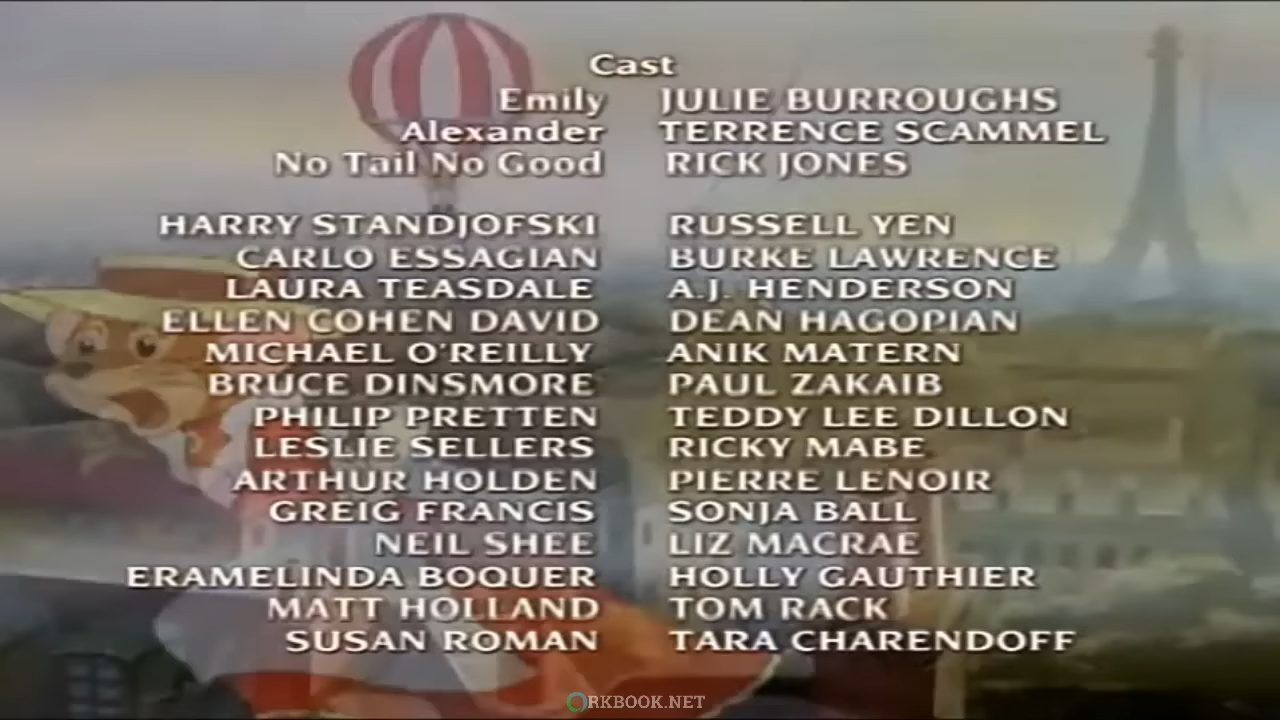 Cast
Emily JULIE BURROUGHS
Alexander TERRENCE SCAMMEL
No Tail No Good RICK JONES
HARRY STANDJOFSKI RUSSELL YEN
CARLO ESSAGIAN BURKE LAWRENCE
LAURA TEASDALE A.J. HENDERSON
ELLEN COHEN DAVID DEAN HAGOPIAN
MICHAEL O'REILLY ANIK MATERN
BRUCE DINSMORE PAUL ZAKAIB
PHILIP PRETTEN TEDDY LEE DILLON
LESLIE SELLERS RICKY MABE
ARTHUR HOLDEN PIERRE LENOIR
GREIG FRANCIS SONJA BALL
NEIL SHEE LIZ MACRAE
ERAMELINDA BOQUER HOLLY GAUTHIER
MATT HOLLAND TOM RACK
SUSAN ROMAN TARA CHARENDOFF
ORKBOOK.NET